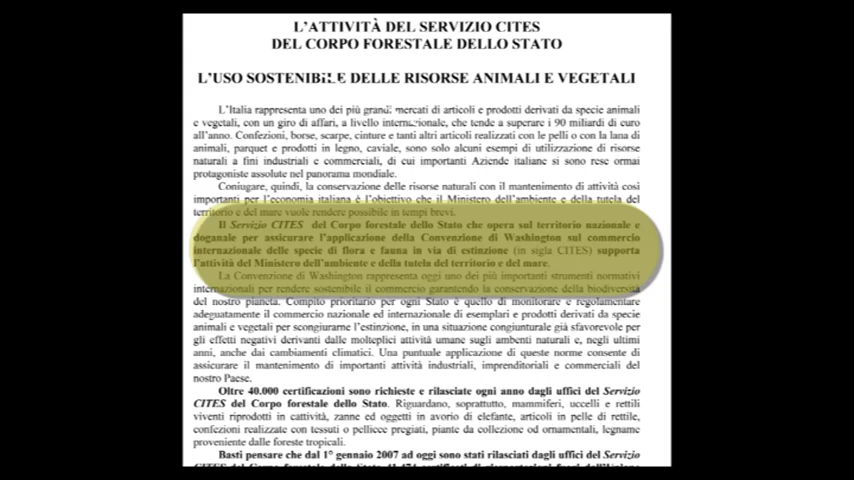 L'ATTIVITÀ DEL SERVIZIO CITES
DEL CORPO FORESTALE DELLO STATO
L'USO SOSTENIBILE DELLE RISORSE ANIMALI E VEGETALI
L'Italia rappresenta uno dei più grandi mercati di articoli e prodotti derivati da specie animali
e vegetali, con un giro di affari, a livello internazionale, che tende a superare i 90 miliardi di euro
all'anno. Confezioni, borse, scarpe, cinture e tanti altri articoli realizzati con le pelli o con la lana di
animali, parquet e prodotti in legno, caviale, sono solo alcuni esempi di utilizzazione di risorse
naturali a fini industriali e commerciali, di cui importanti Aziende italiane si sono rese ormai
protagoniste assolute nel panorama mondiale.
Coniugare, quindi, la conservazione delle risorse naturali con il mantenimento di attività così
importanti per l'economia italiana è l'obiettivo che il Ministero dell'ambiente e della tutela del
territorio e del mare vuole rendere possibile in tempi brevi.
Il Servizio CITES del Corpo forestale dello Stato che opera sul territorio nazionale e
doganale per assicurare l'applicazione della Convenzione di Washington sul commercio
internazionale delle specie di flora e fauna in via di estinzione (in sigla CITES) supporta
l'attività del Ministero dell'ambiente e della tutela del territorio e del mare.
La Convenzione di Washington rappresenta oggi uno dei più importanti strumenti normativi
internazionali per rendere sostenibile il commercio garantendo la conservazione della biodiversità
del nostro pianeta. Compito prioritario per ogni Stato è quello di monitorare e regolamentare
adeguatamente il commercio nazionale ed internazionale di esemplari e prodotti derivati da specie
animali e vegetali per scongiurarne l'estinzione, in una situazione congiunturale già sfavorevole per
gli effetti negativi derivanti dalle molteplici attività umane sugli ambienti naturali e, negli ultimi
anni, anche dai cambiamenti climatici. Una puntuale applicazione di queste norme consente di
assicurare il mantenimento di importanti attività industriali, imprenditoriali e commerciali del
nostro Paese.
Oltre 40.000 certificazioni sono richieste e rilasciate ogni anno dagli uffici del Servizio
CITES del Corpo forestale dello Stato. Riguardano, soprattutto, mammiferi, uccelli e rettili
viventi riprodotti in cattività, zanne ed oggetti in avorio di elefante, articoli in pelle di rettile,
confezioni realizzate con tessuti o pellicce pregiati, piante da collezione od ornamentali, legname
proveniente dalle foreste tropicali.
Basti pensare che dal 1° gennaio 2007 ad oggi sono stati rilasciati dagli uffici del Servizio
CITES del Corpo forestale dello Stato 41.474 certificati di riesportazioni fuori dall'Unione